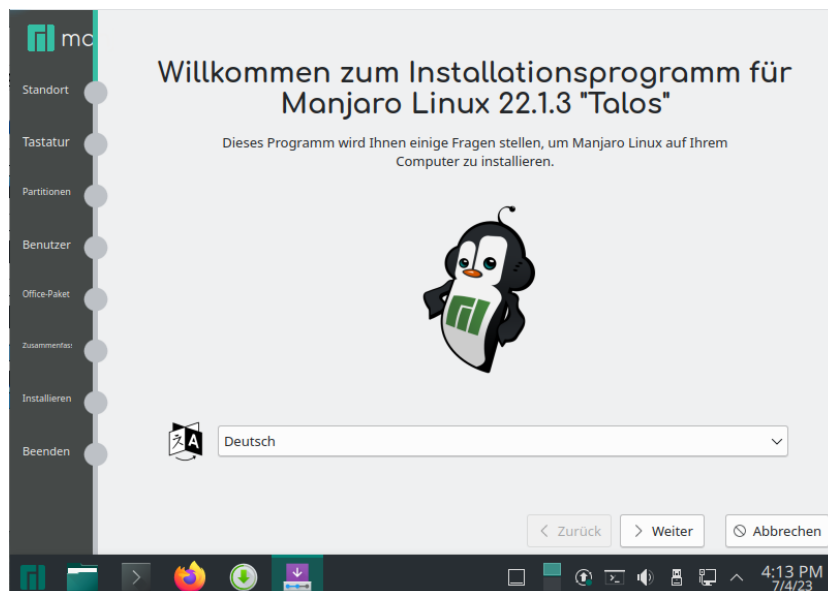 mc
Standort
Tastatur
Partitionen
Benutzer
Office-Paket
Zusammenfas
Installieren
Beenden
Willkommen zum Installationsprogramm für
Manjaro Linux 22.1.3 "Talos"
Dieses Programm wird Ihnen einige Fragen stellen, um Manjaro Linux auf Ihrem
Computer zu installieren.
Deutsch
Zurück
Weiter
Abbrechen
4:13 PM
7/4/23